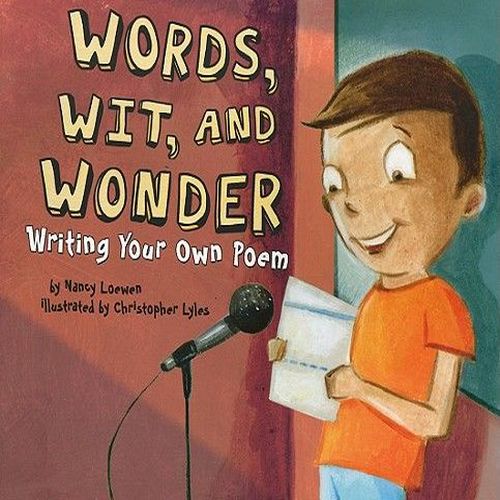 WORDS,
WIT, AND
WONDER
Writing Your Own Poem
by Nancy Loewen
illustrated by Christopher Lyles